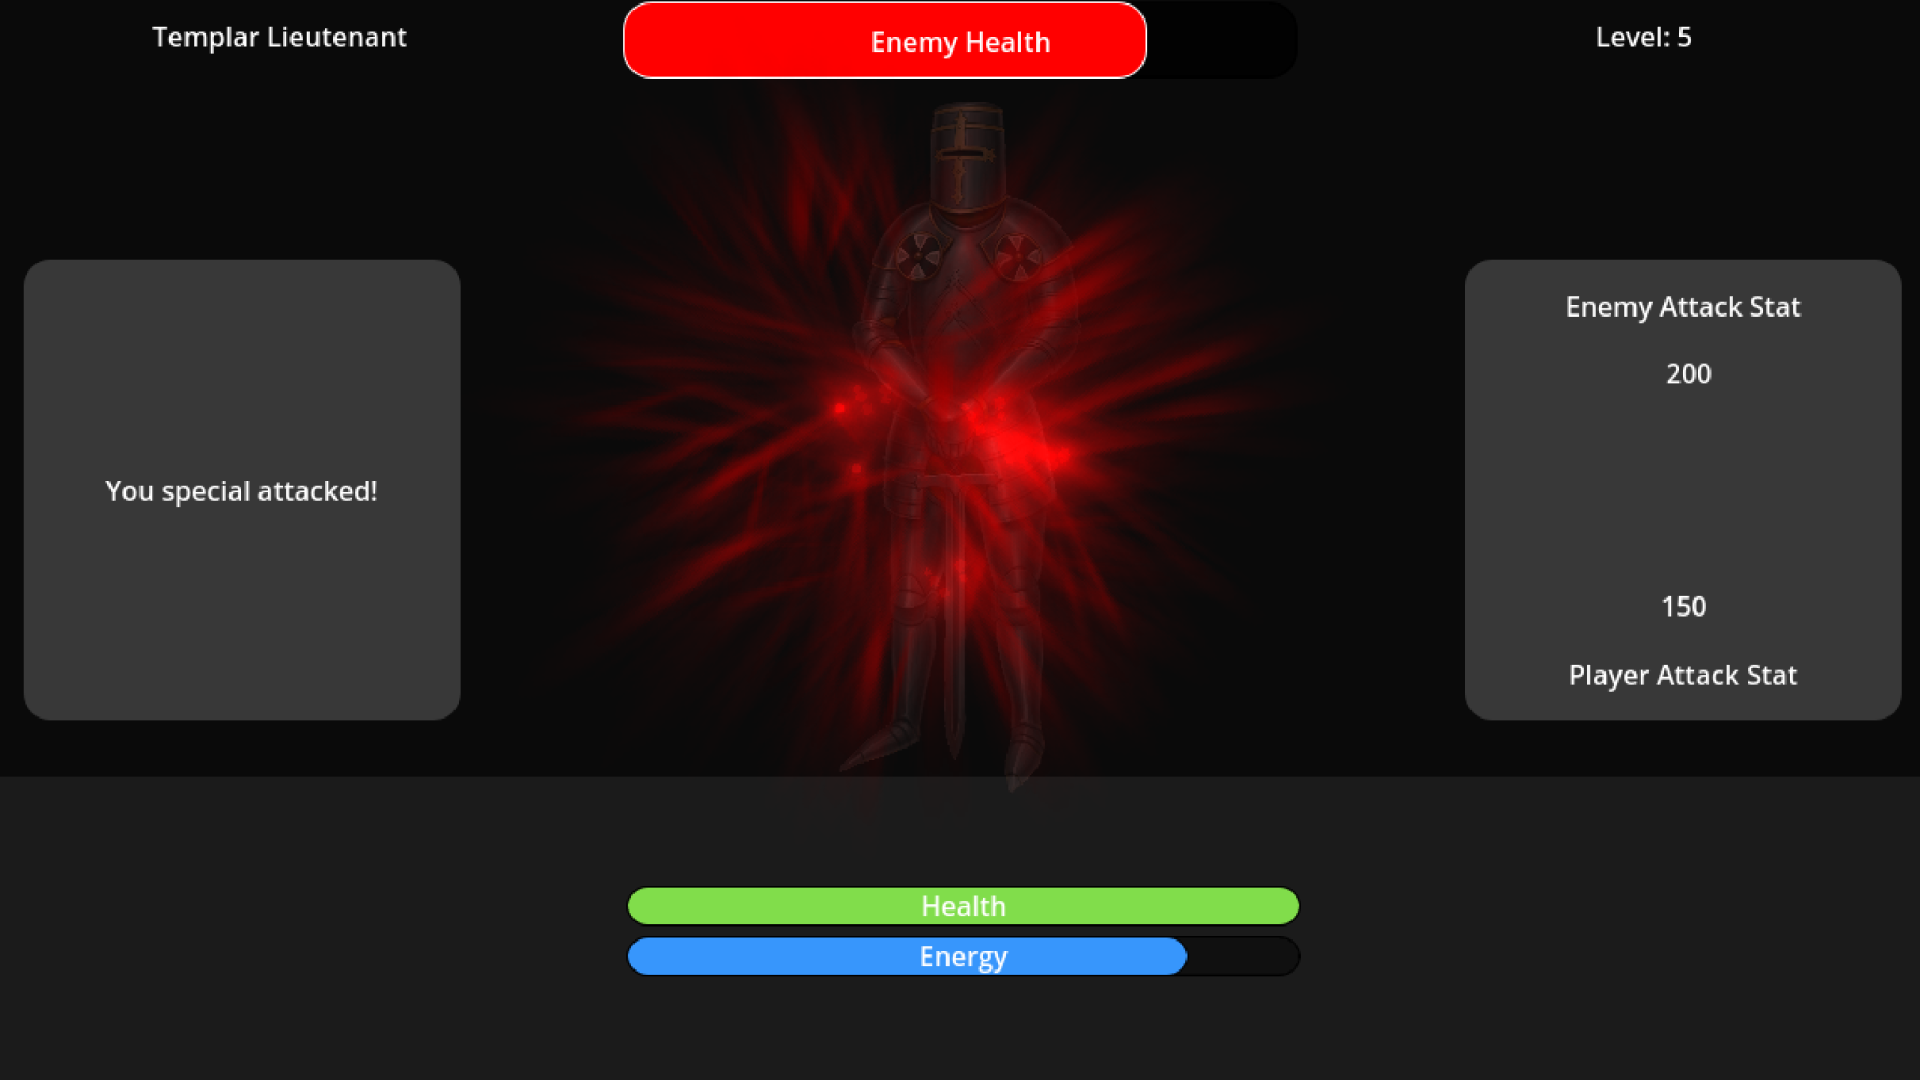 Templar Lieutenant
Enemy Health
Level: 5
You special attacked!
Enemy Attack Stat
200
150
Player Attack Stat
Health
Energy